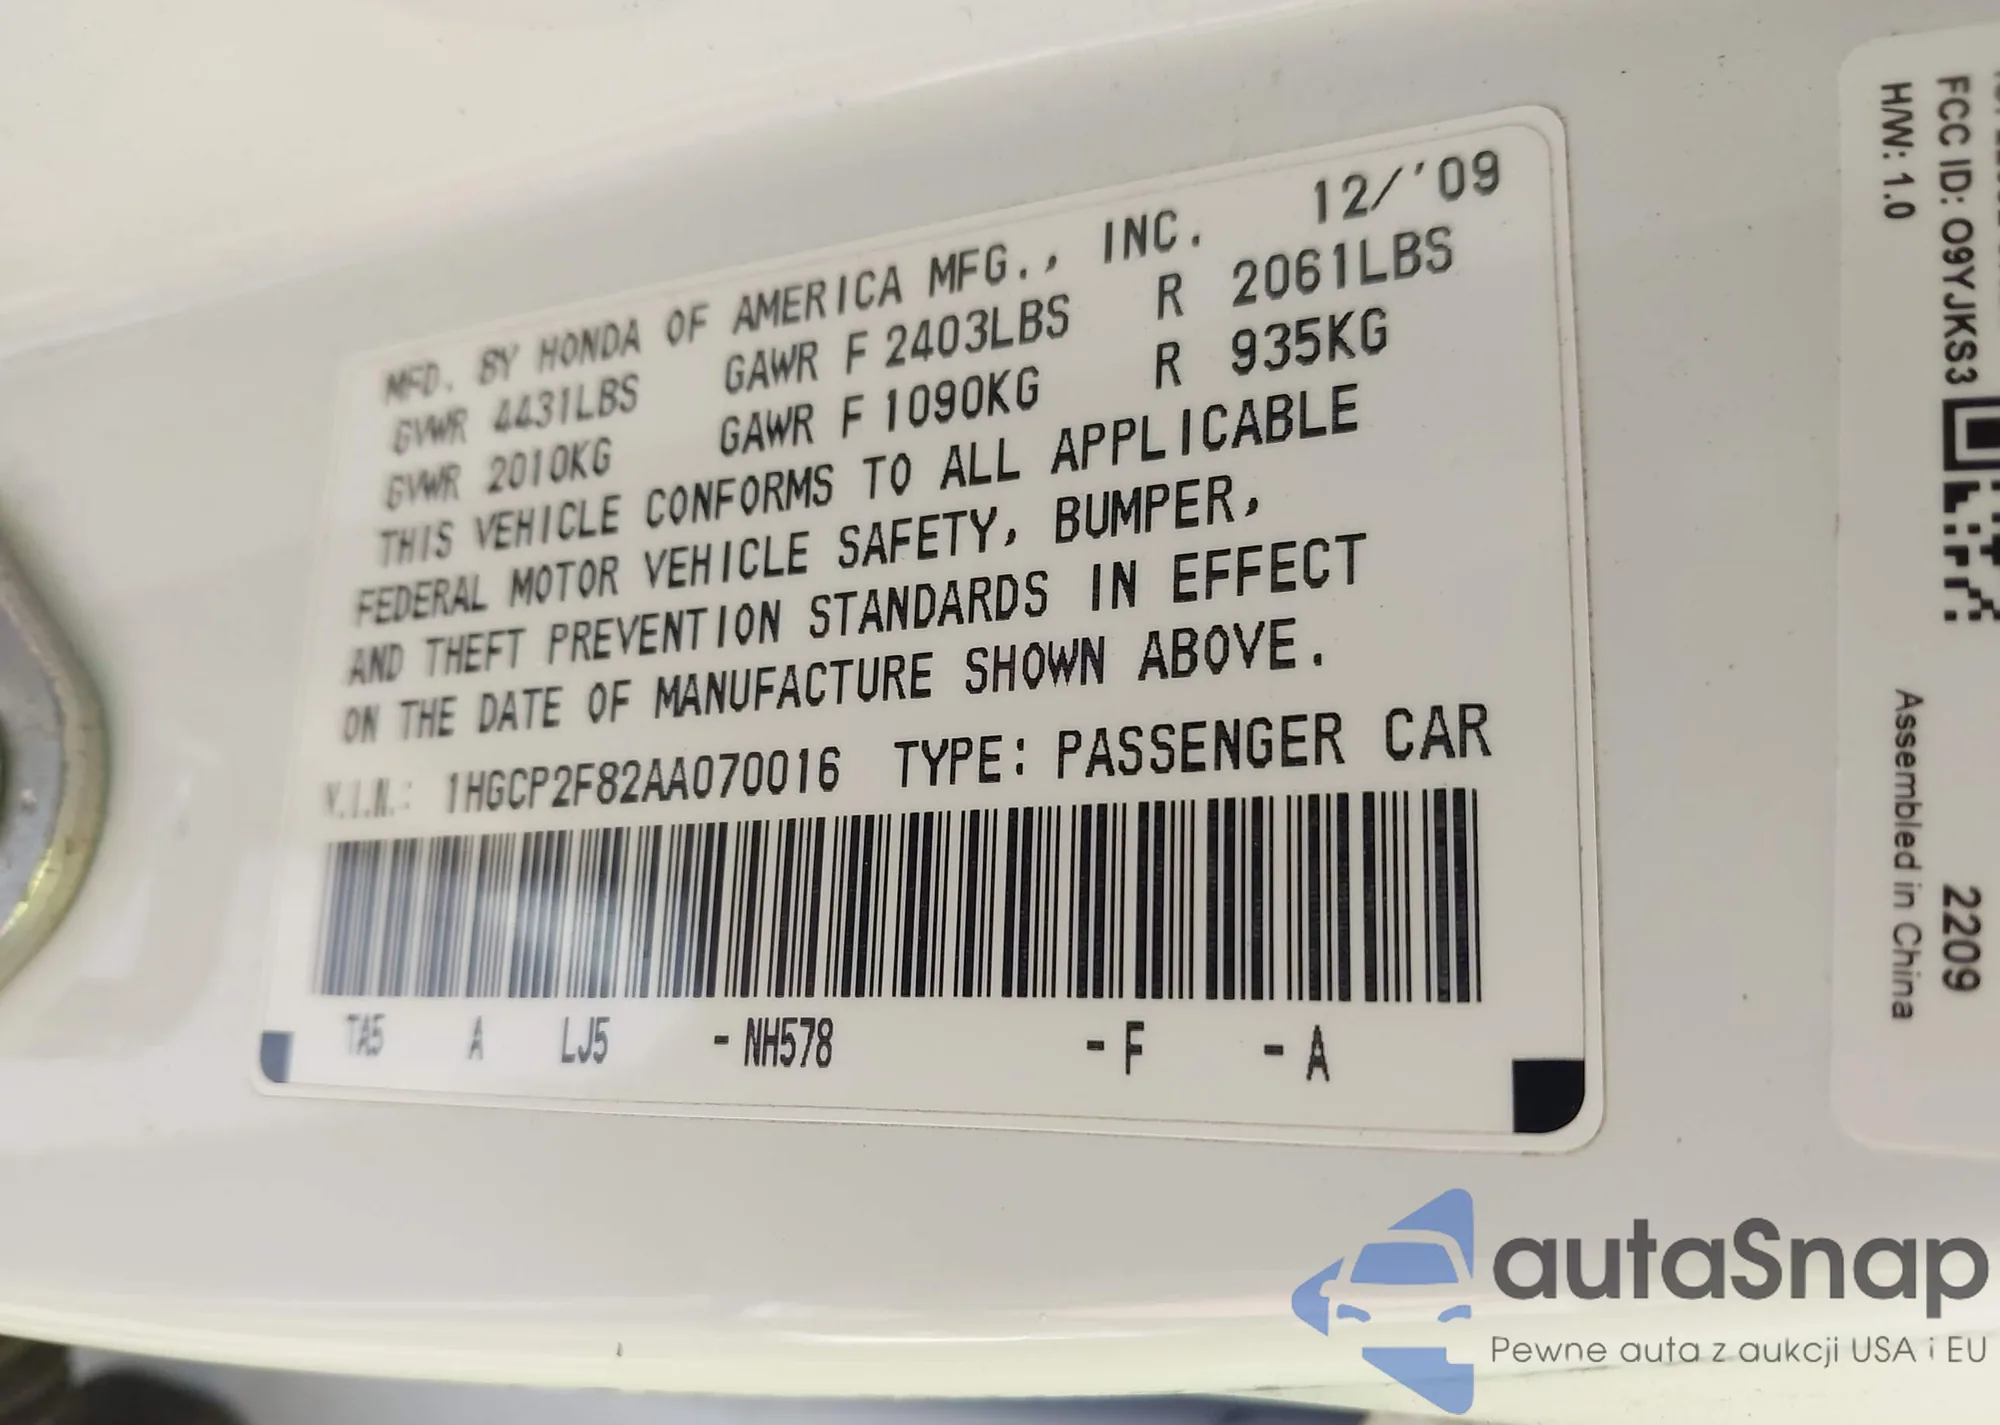 MFD. BY HONDA OF AMERICA MFG., INC. 12/'09
GVWR 4431LBS GAWR F 2403LBS R 2061LBS
GVWR 2010KG GAWR F 1090KG R 935KG
THIS VEHICLE CONFORMS TO ALL APPLICABLE
FEDERAL MOTOR VEHICLE SAFETY, BUMPER,
AND THEFT PREVENTION STANDARDS IN EFFECT
ON THE DATE OF MANUFACTURE SHOWN ABOVE.
V.I.N.: 1HGCP2F82AA070016 TYPE: PASSENGER CAR
TA5 A LJ5 -NH578 -F -A
FCC ID: O9YJKS3
H/W: 1.0
2209
Assembled in China
autaSnap
Pewne auta z aukcji USA i EU